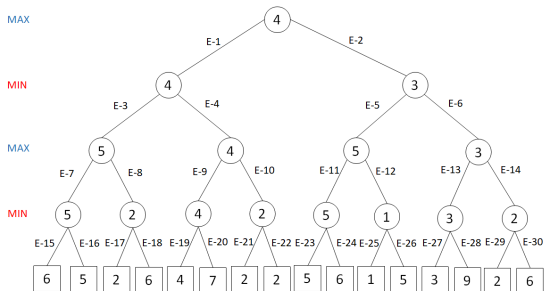 MAX 4
E-1 E-2
MIN 4 3
E-3 E-4 E-5 E-6
MAX 5 4 5 3
E-7 E-8 E-9 E-10 E-11 E-12 E-13 E-14
MIN 5 2 4 2 5 1 3 2
E-15 E-16 E-17 E-18 E-19 E-20 E-21 E-22 E-23 E-24 E-25 E-26 E-27 E-28 E-29 E-30
6 5 2 6 4 7 2 2 5 6 1 5 3 9 2 6